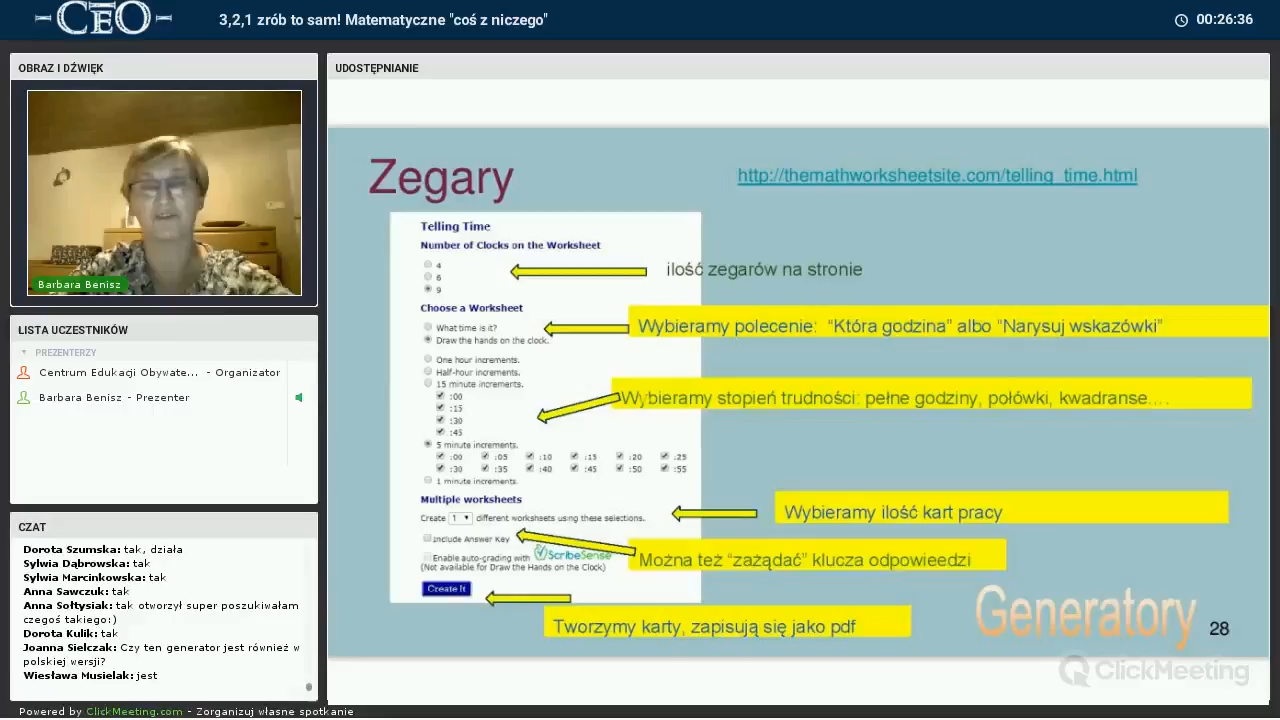 CEO
3,2,1 zrób to sam! Matematyczne "coś z niczego"
00:26:36
OBRAZ I DŹWIĘK
Barbara Benisz
LISTA UCZESTNIKÓW
PREZENTERZY
Centrum Edukacji Obywate... - Organizator
Barbara Benisz - Prezenter
CZAT
Dorota Szumska: tak, działa
Sylwia Dąbrowska: tak
Sylwia Marcinkowska: tak
Anna Sawczuk: tak
Anna Sołtysiak: tak otworzył super poszukiwałam
czegoś takiego:)
Dorota Kulik: tak
Joanna Sielczak: Czy ten generator jest również w
polskiej wersji?
Wiesława Musielak: jest
Powered by ClickMeeting.com - Zorganizuj własne spotkanie
UDOSTĘPNIANIE
Zegary
http://themathworksheetsite.com/telling_time.html
Telling Time
Number of Clocks on the Worksheet
4
6
9
ilość zegarów na stronie
Choose a Worksheet
What time is it?
Draw the hands on the clock.
Wybieramy polecenie: “Która godzina” albo “Narysuj wskazówki”
One hour increments.
Half-hour increments.
15 minute increments.
:00
:15
:30
:45
Wybieramy stopień trudności: pełne godziny, połówki, kwadranse....
5 minute increments.
:00 :05 :10 :15 :20 :25
:30 :35 :40 :45 :50 :55
1 minute increments.
Multiple worksheets
Create 1 different worksheets using these selections.
Wybieramy ilość kart pracy
Include Answer Key
Enable auto-grading with ScribeSense
(Not available for Draw the Hands on the Clock)
Można też “zażądać” klucza odpowieedzi
Create It
Tworzymy karty, zapisują się jako pdf
Generatory
28
ClickMeeting